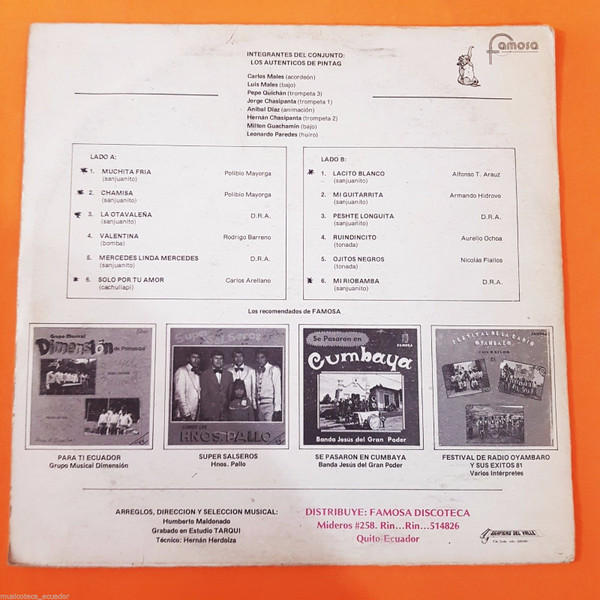 INTEGRANTES DEL CONJUNTO:
LOS AUTENTICOS DE PINTAG
Carlos Males (acordeón)
Luis Males (bajo)
Pepe Quichán (trompeta 3)
Jorge Chasipanta (trompeta 1)
Anibal Díaz (animación)
Hernán Chasipanta (trompeta 2)
Milton Guachamin (bajo)
Leonardo Paredes (huiro)
Famosa
LADO A:
1. MUCHITA FRIA Polibio Mayorga
(sanjuanito)
2. CHAMISA Polibio Mayorga
(sanjuanito)
3. LA OTAVALEÑA D.R.A.
(sanjuanito)
4. VALENTINA Rodrigo Barreno
(bomba)
5. MERCEDES LINDA MERCEDES D.R.A.
(sanjuanito)
6. SOLO POR TU AMOR Carlos Arellano
(cachullapi)
LADO B:
1. LACITO BLANCO Alfonso T. Arauz
(sanjuanito)
2. MI GUITARRITA Armando Hidrovo
(sanjuanito)
3. PESHTE LONGUITA D.R.A.
(sanjuanito)
4. RUINDINCITO Aurelio Ochoa
(tonada)
5. OJITOS NEGROS Nicolás Fiallos
(tonada)
6. MI RIOBAMBA D.R.A.
(sanjuanito)
Los recomendados de FAMOSA
Grupo Musical
Dimensión
Super Salseros
HNOS. PALLO
Se Pasaron en
Cumbaya
Banda Jesús del Gran Poder
FESTIVAL DE RADIO
OYAMBARO
PARA TI ECUADOR
Grupo Musical Dimensión
SUPER SALSEROS
Hnos. Pallo
SE PASARON EN CUMBAYA
Banda Jesús del Gran Poder
FESTIVAL DE RADIO OYAMBARO
Y SUS EXITOS 81
Varios Intérpretes
ARREGLOS, DIRECCION Y SELECCION MUSICAL:
Humberto Maldonado
Grabado en Estudio TARQUI
Técnico: Hernán Herdoiza
DISTRIBUYE: FAMOSA DISCOTECA
Mideros #258. Rin...Rin...514826
Quito-Ecuador
GRAFICAS DEL VALLE
musicoteca_ecuador